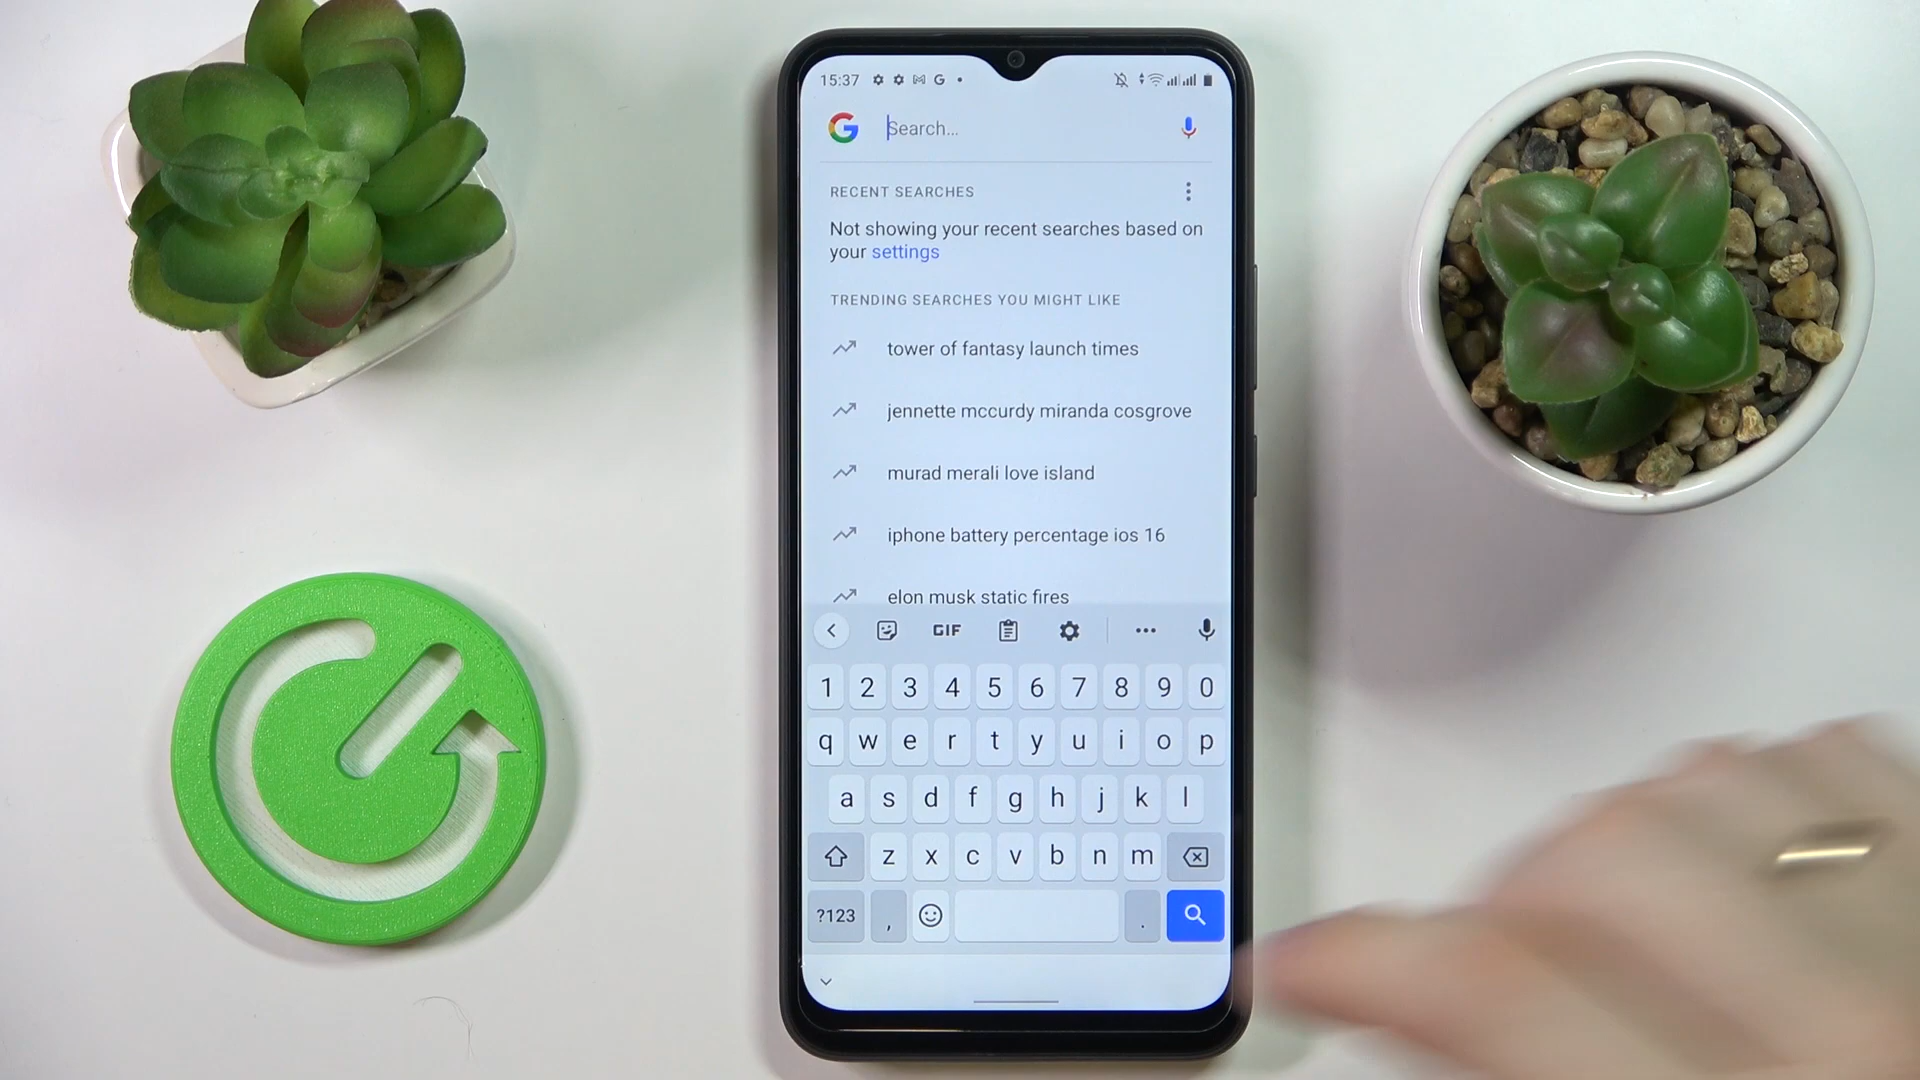 15:37
Search...
RECENT SEARCHES
Not showing your recent searches based on
your settings
TRENDING SEARCHES YOU MIGHT LIKE
tower of fantasy launch times
jennette mccurdy miranda cosgrove
murad merali love island
iphone battery percentage ios 16
elon musk static fires
GIF
1 2 3 4 5 6 7 8 9 0
q w e r t y u i o p
a s d f g h j k l
z x c v b n m
?123 , .